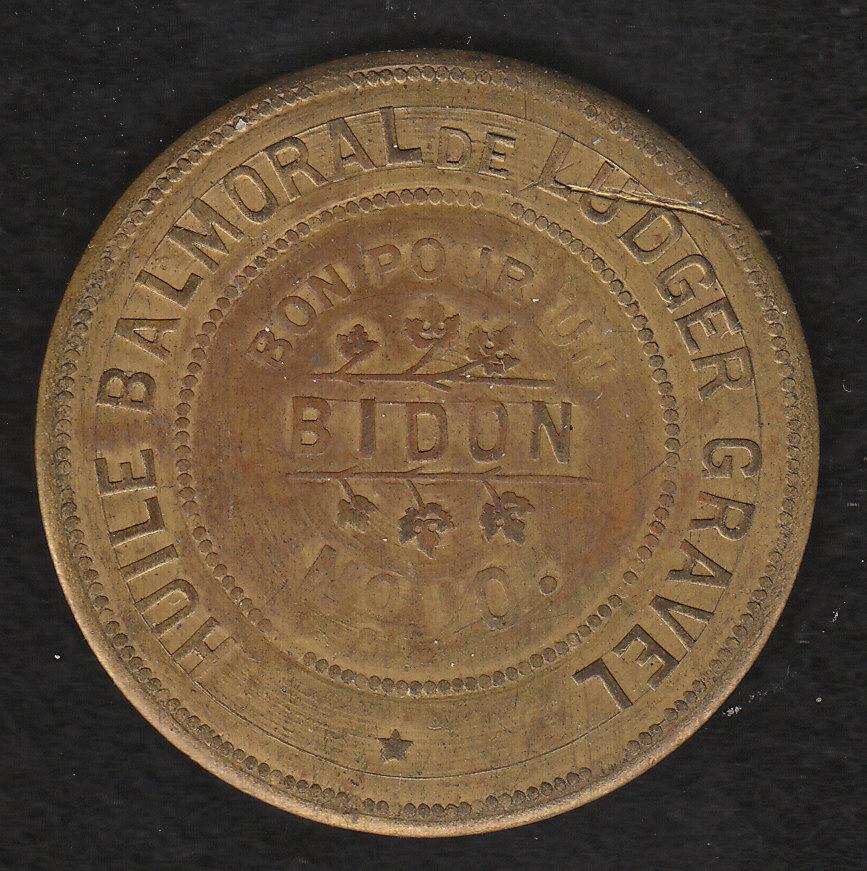 HUILE BALMORAL DE LUDGER GRAVEL
BON POUR UN
BIDON